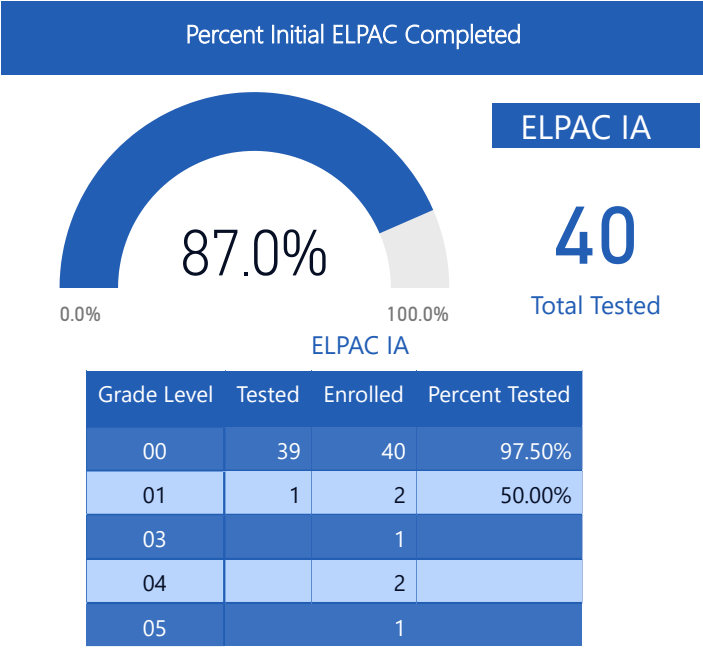 Percent Initial ELPAC Completed
ELPAC IA
87.0%
0.0% 100.0%
40
Total Tested
ELPAC IA
Grade Level Tested Enrolled Percent Tested
00 39 40 97.50%
01 1 2 50.00%
03 1
04 2
05 1